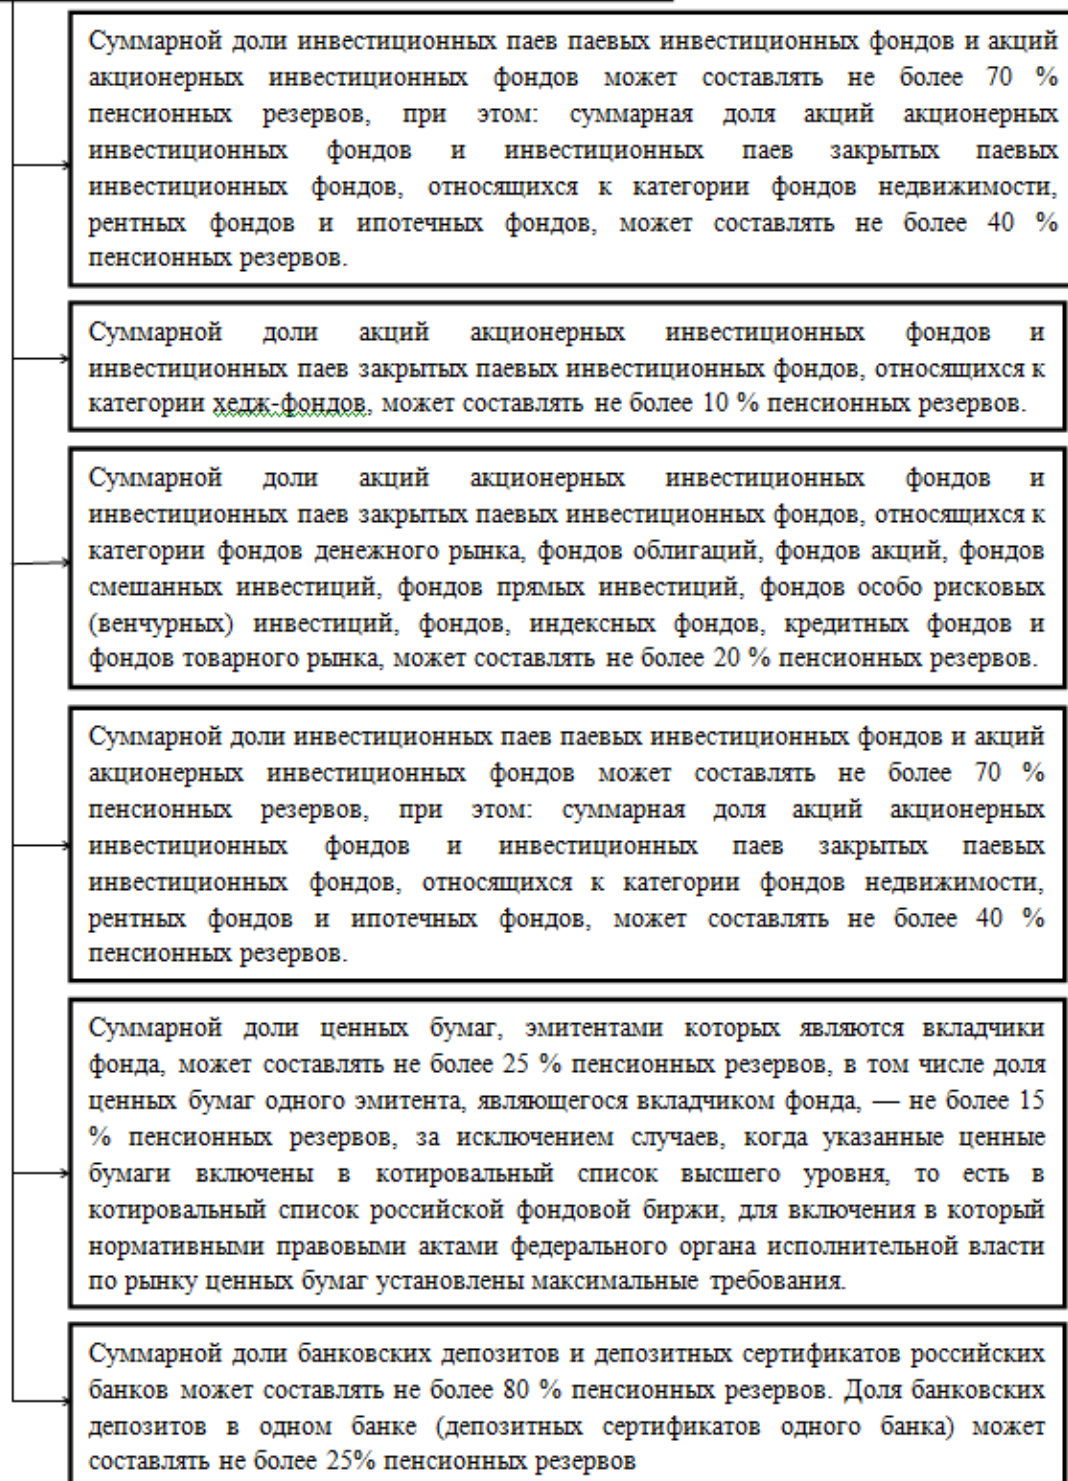 Суммарной доли инвестиционных паев паевых инвестиционных фондов и акций
акционерных инвестиционных фондов может составлять не более 70 %
пенсионных резервов, при этом: суммарная доля акций акционерных
инвестиционных фондов и инвестиционных паев закрытых паевых
инвестиционных фондов, относящихся к категории фондов недвижимости,
рентных фондов и ипотечных фондов, может составлять не более 40 %
пенсионных резервов.
Суммарной доли акций акционерных инвестиционных фондов и
инвестиционных паев закрытых паевых инвестиционных фондов, относящихся к
категории хедж-фондов, может составлять не более 10 % пенсионных резервов.
Суммарной доли акций акционерных инвестиционных фондов и
инвестиционных паев закрытых паевых инвестиционных фондов, относящихся к
категории фондов денежного рынка, фондов облигаций, фондов акций, фондов
смешанных инвестиций, фондов прямых инвестиций, фондов особо рисковых
(венчурных) инвестиций, фондов, индексных фондов, кредитных фондов и
фондов товарного рынка, может составлять не более 20 % пенсионных резервов.
Суммарной доли инвестиционных паев паевых инвестиционных фондов и акций
акционерных инвестиционных фондов может составлять не более 70 %
пенсионных резервов, при этом: суммарная доля акций акционерных
инвестиционных фондов и инвестиционных паев закрытых паевых
инвестиционных фондов, относящихся к категории фондов недвижимости,
рентных фондов и ипотечных фондов, может составлять не более 40 %
пенсионных резервов.
Суммарной доли ценных бумаг, эмитентами которых являются вкладчики
фонда, может составлять не более 25 % пенсионных резервов, в том числе доля
ценных бумаг одного эмитента, являющегося вкладчиком фонда, — не более 15
% пенсионных резервов, за исключением случаев, когда указанные ценные
бумаги включены в котировальный список высшего уровня, то есть в
котировальный список российской фондовой биржи, для включения в который
нормативными правовыми актами федерального органа исполнительной власти
по рынку ценных бумаг установлены максимальные требования.
Суммарной доли банковских депозитов и депозитных сертификатов российских
банков может составлять не более 80 % пенсионных резервов. Доля банковских
депозитов в одном банке (депозитных сертификатов одного банка) может
составлять не более 25% пенсионных резервов